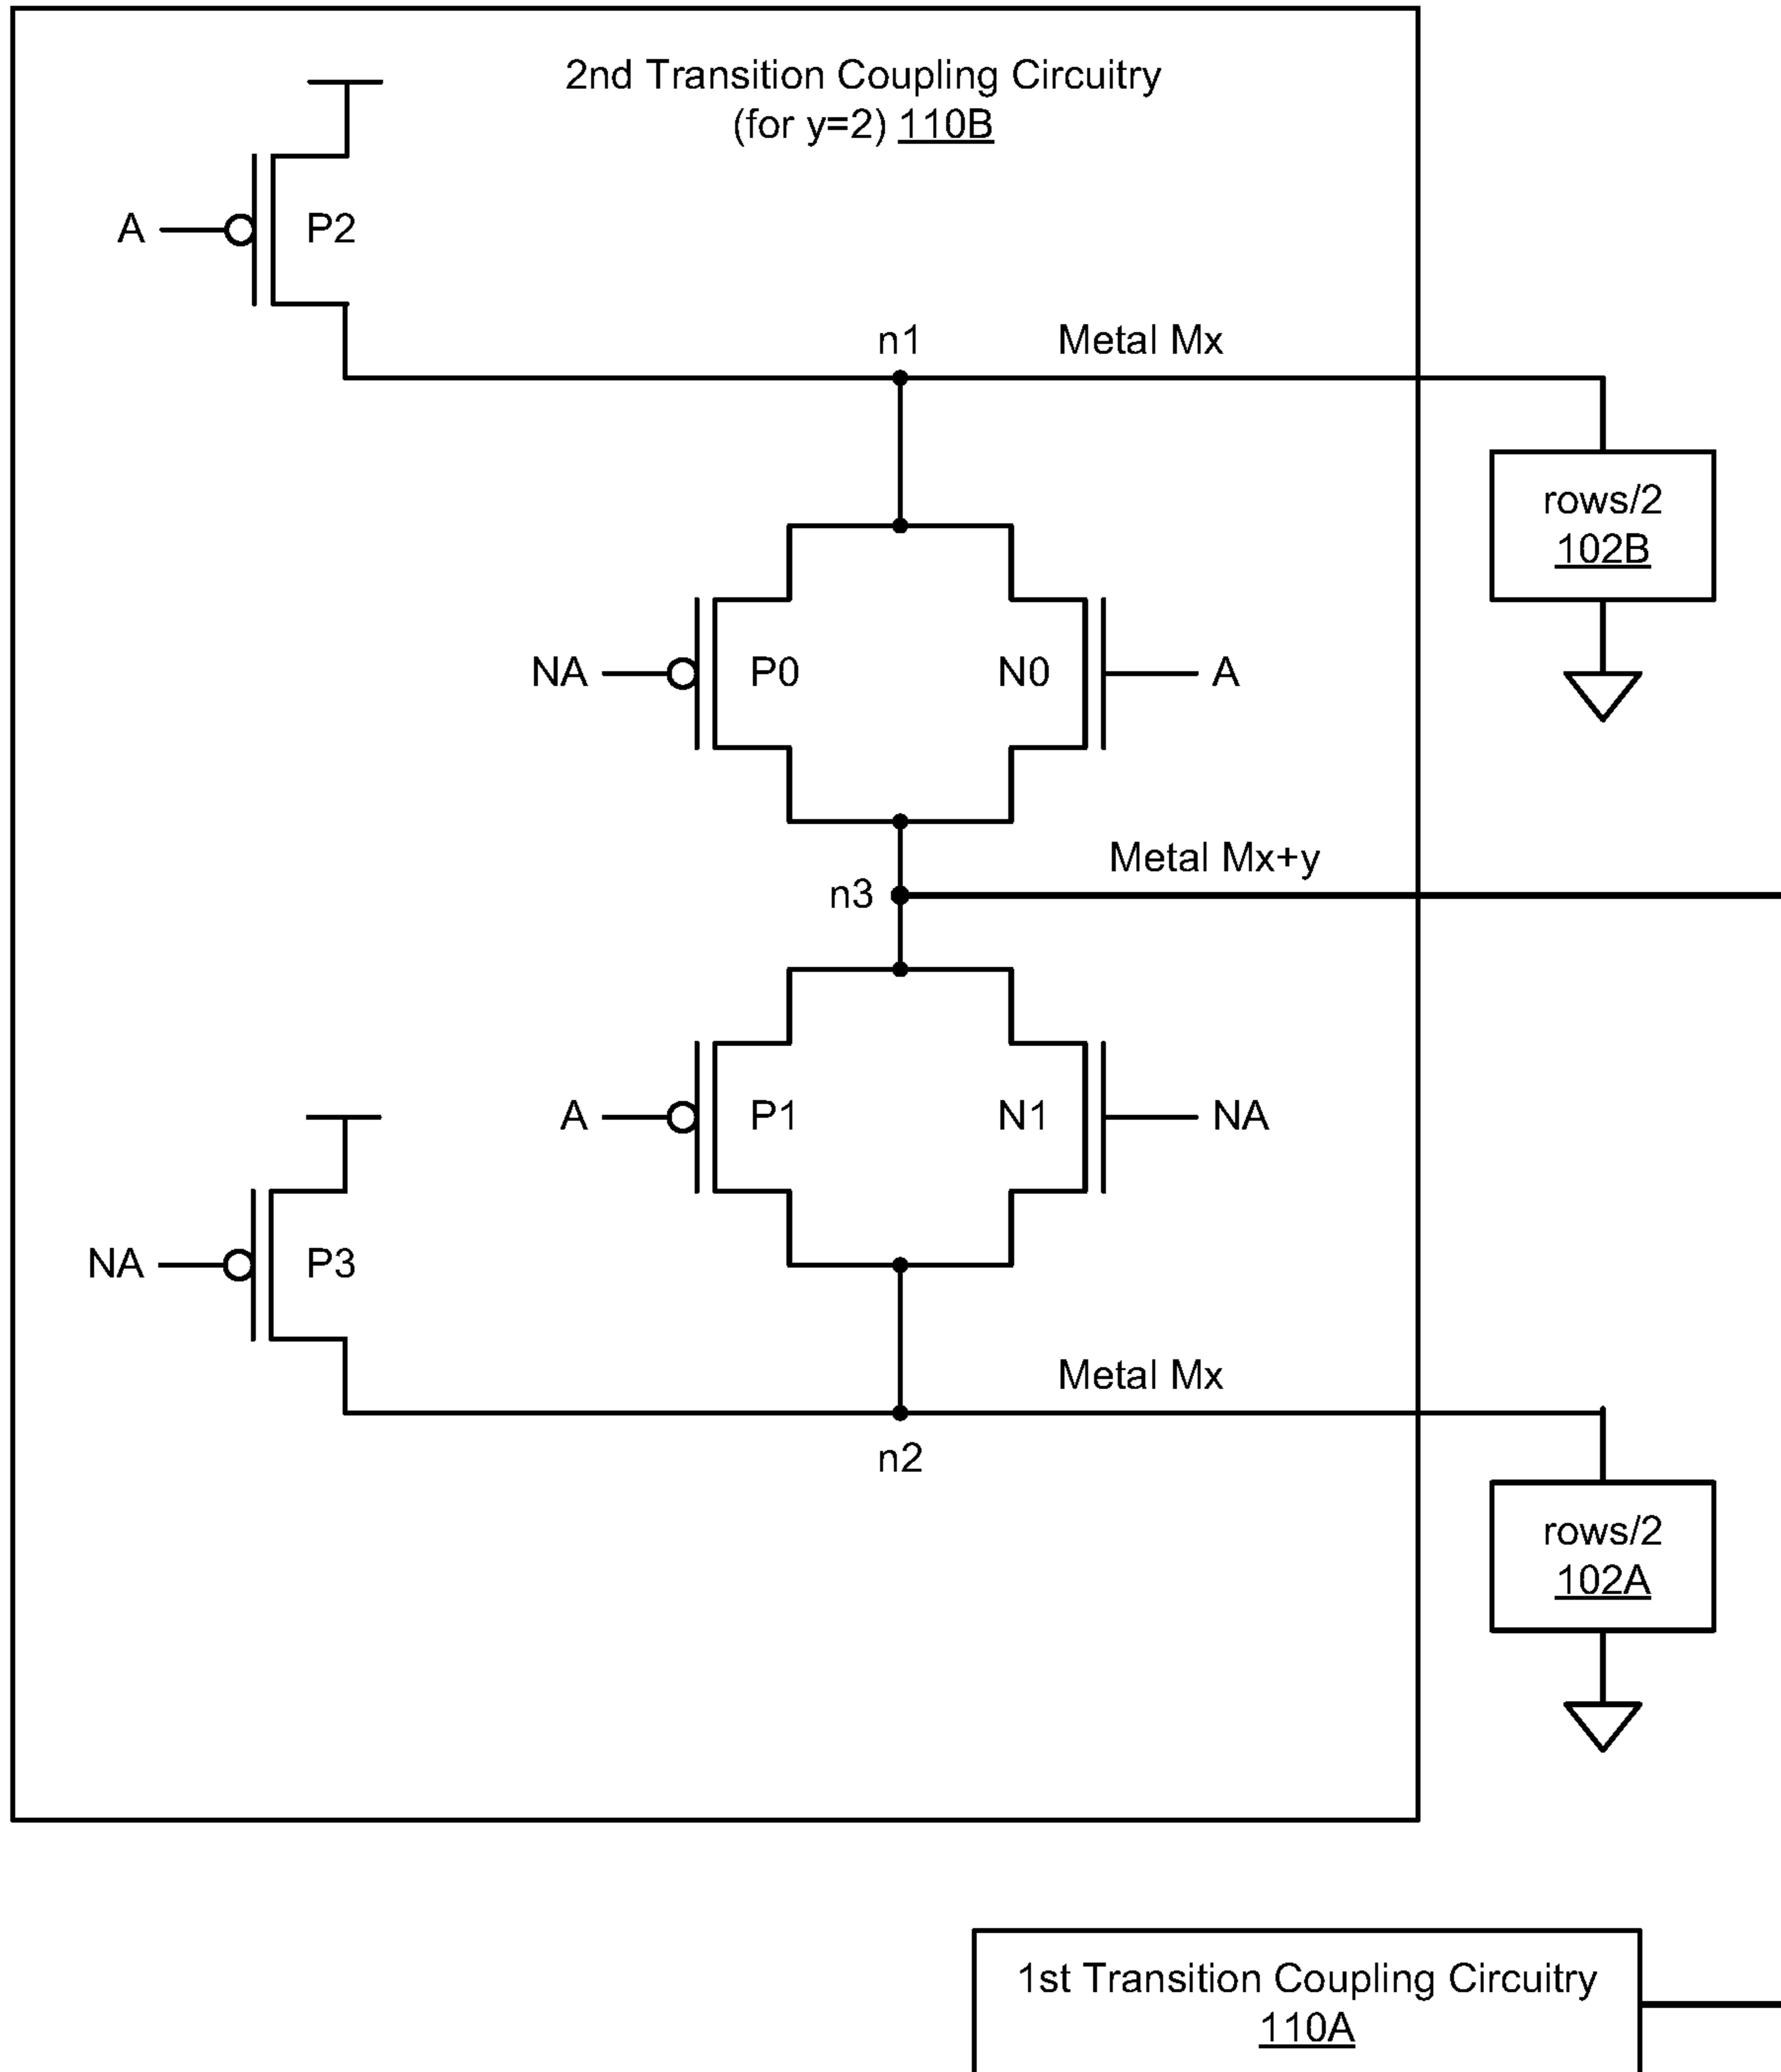 2nd Transition Coupling Circuitry
(for y=2) 110B
A
P2
n1
Metal Mx
rows/2
102B
NA
P0
N0
A
Metal Mx+y
n3
A
P1
N1
NA
NA
P3
Metal Mx
n2
rows/2
102A
1st Transition Coupling Circuitry
110A